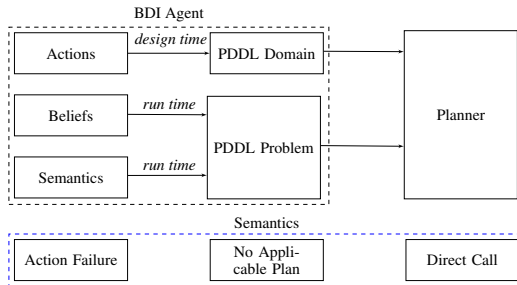 BDI Agent
design time
Actions
PDDL Domain
run time
Beliefs
PDDL Problem
Planner
run time
Semantics
Semantics
Action Failure
No Appli-
cable Plan
Direct Call